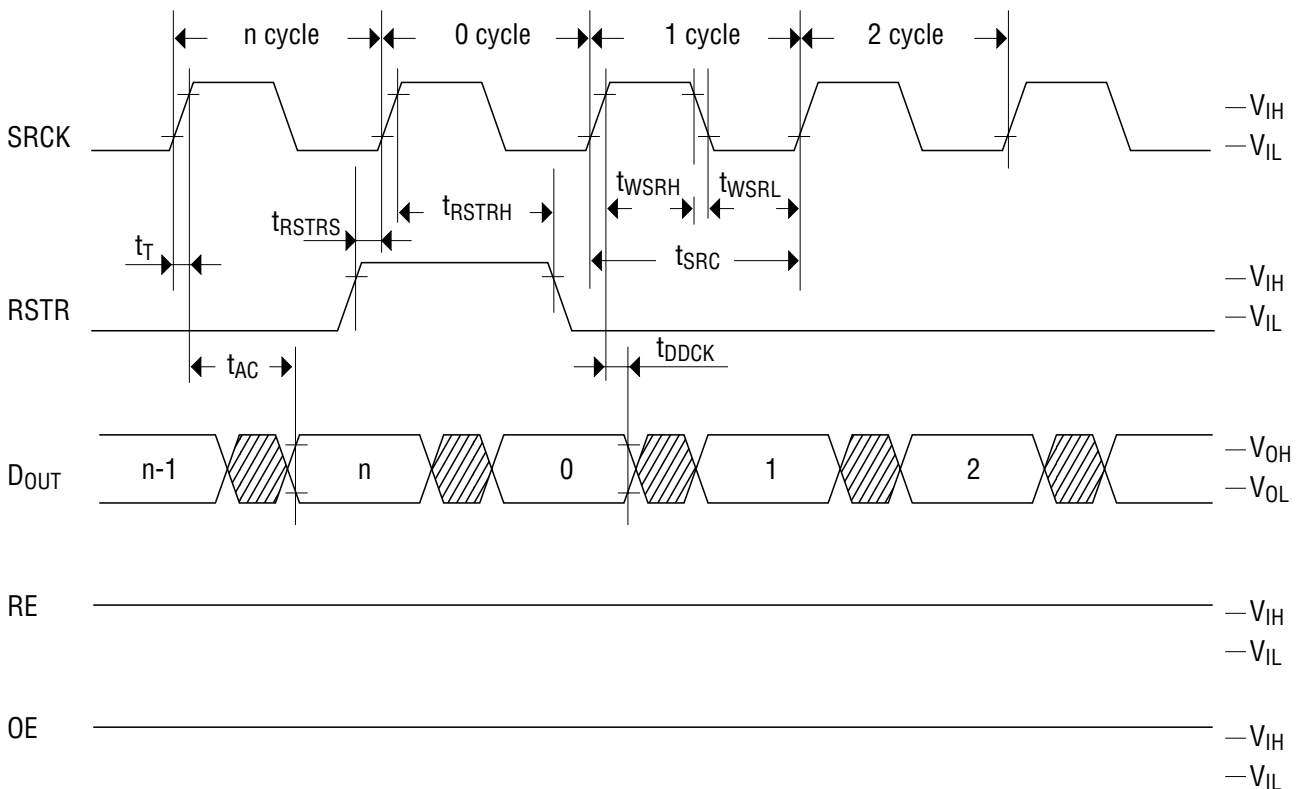 n cycle 0 cycle 1 cycle 2 cycle
SRCK
VIH
VIL
tWSRH tWSRL
tRSTRH
tRSTRS
tT
tSRC
RSTR
VIH
VIL
tAC
tDDCK
DOUT
n-1 n 0 1 2
VOH
VOL
RE
VIH
VIL
OE
VIH
VIL